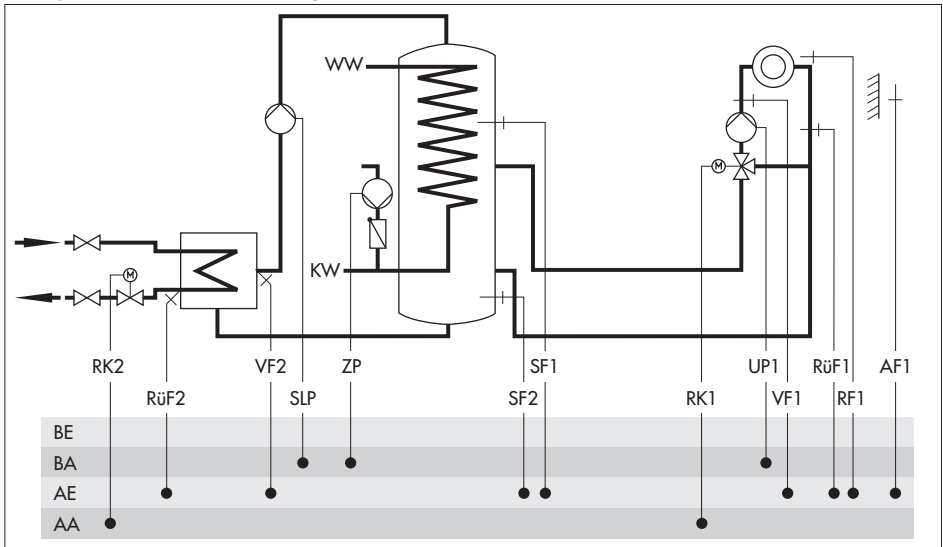 WW
M
KW
M
RK2 VF2 ZP SF1 UP1 RüF1 AF1
RüF2 SLP SF2 RK1 VF1 RF1
BE
BA
AE
AA